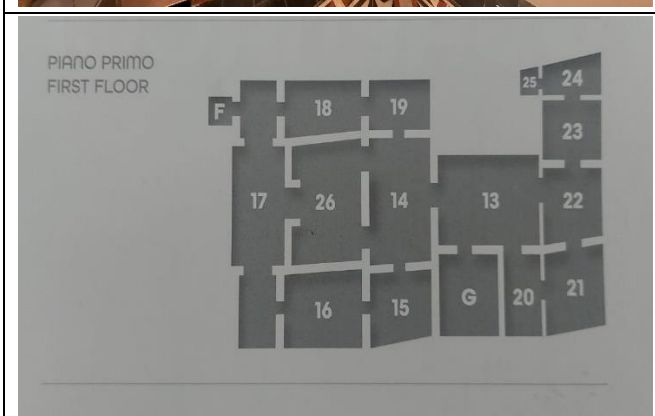 PIANO PRIMO
FIRST FLOOR
25 24
F 18 19
23
17 26 14 13 22
16 15 G 20 21